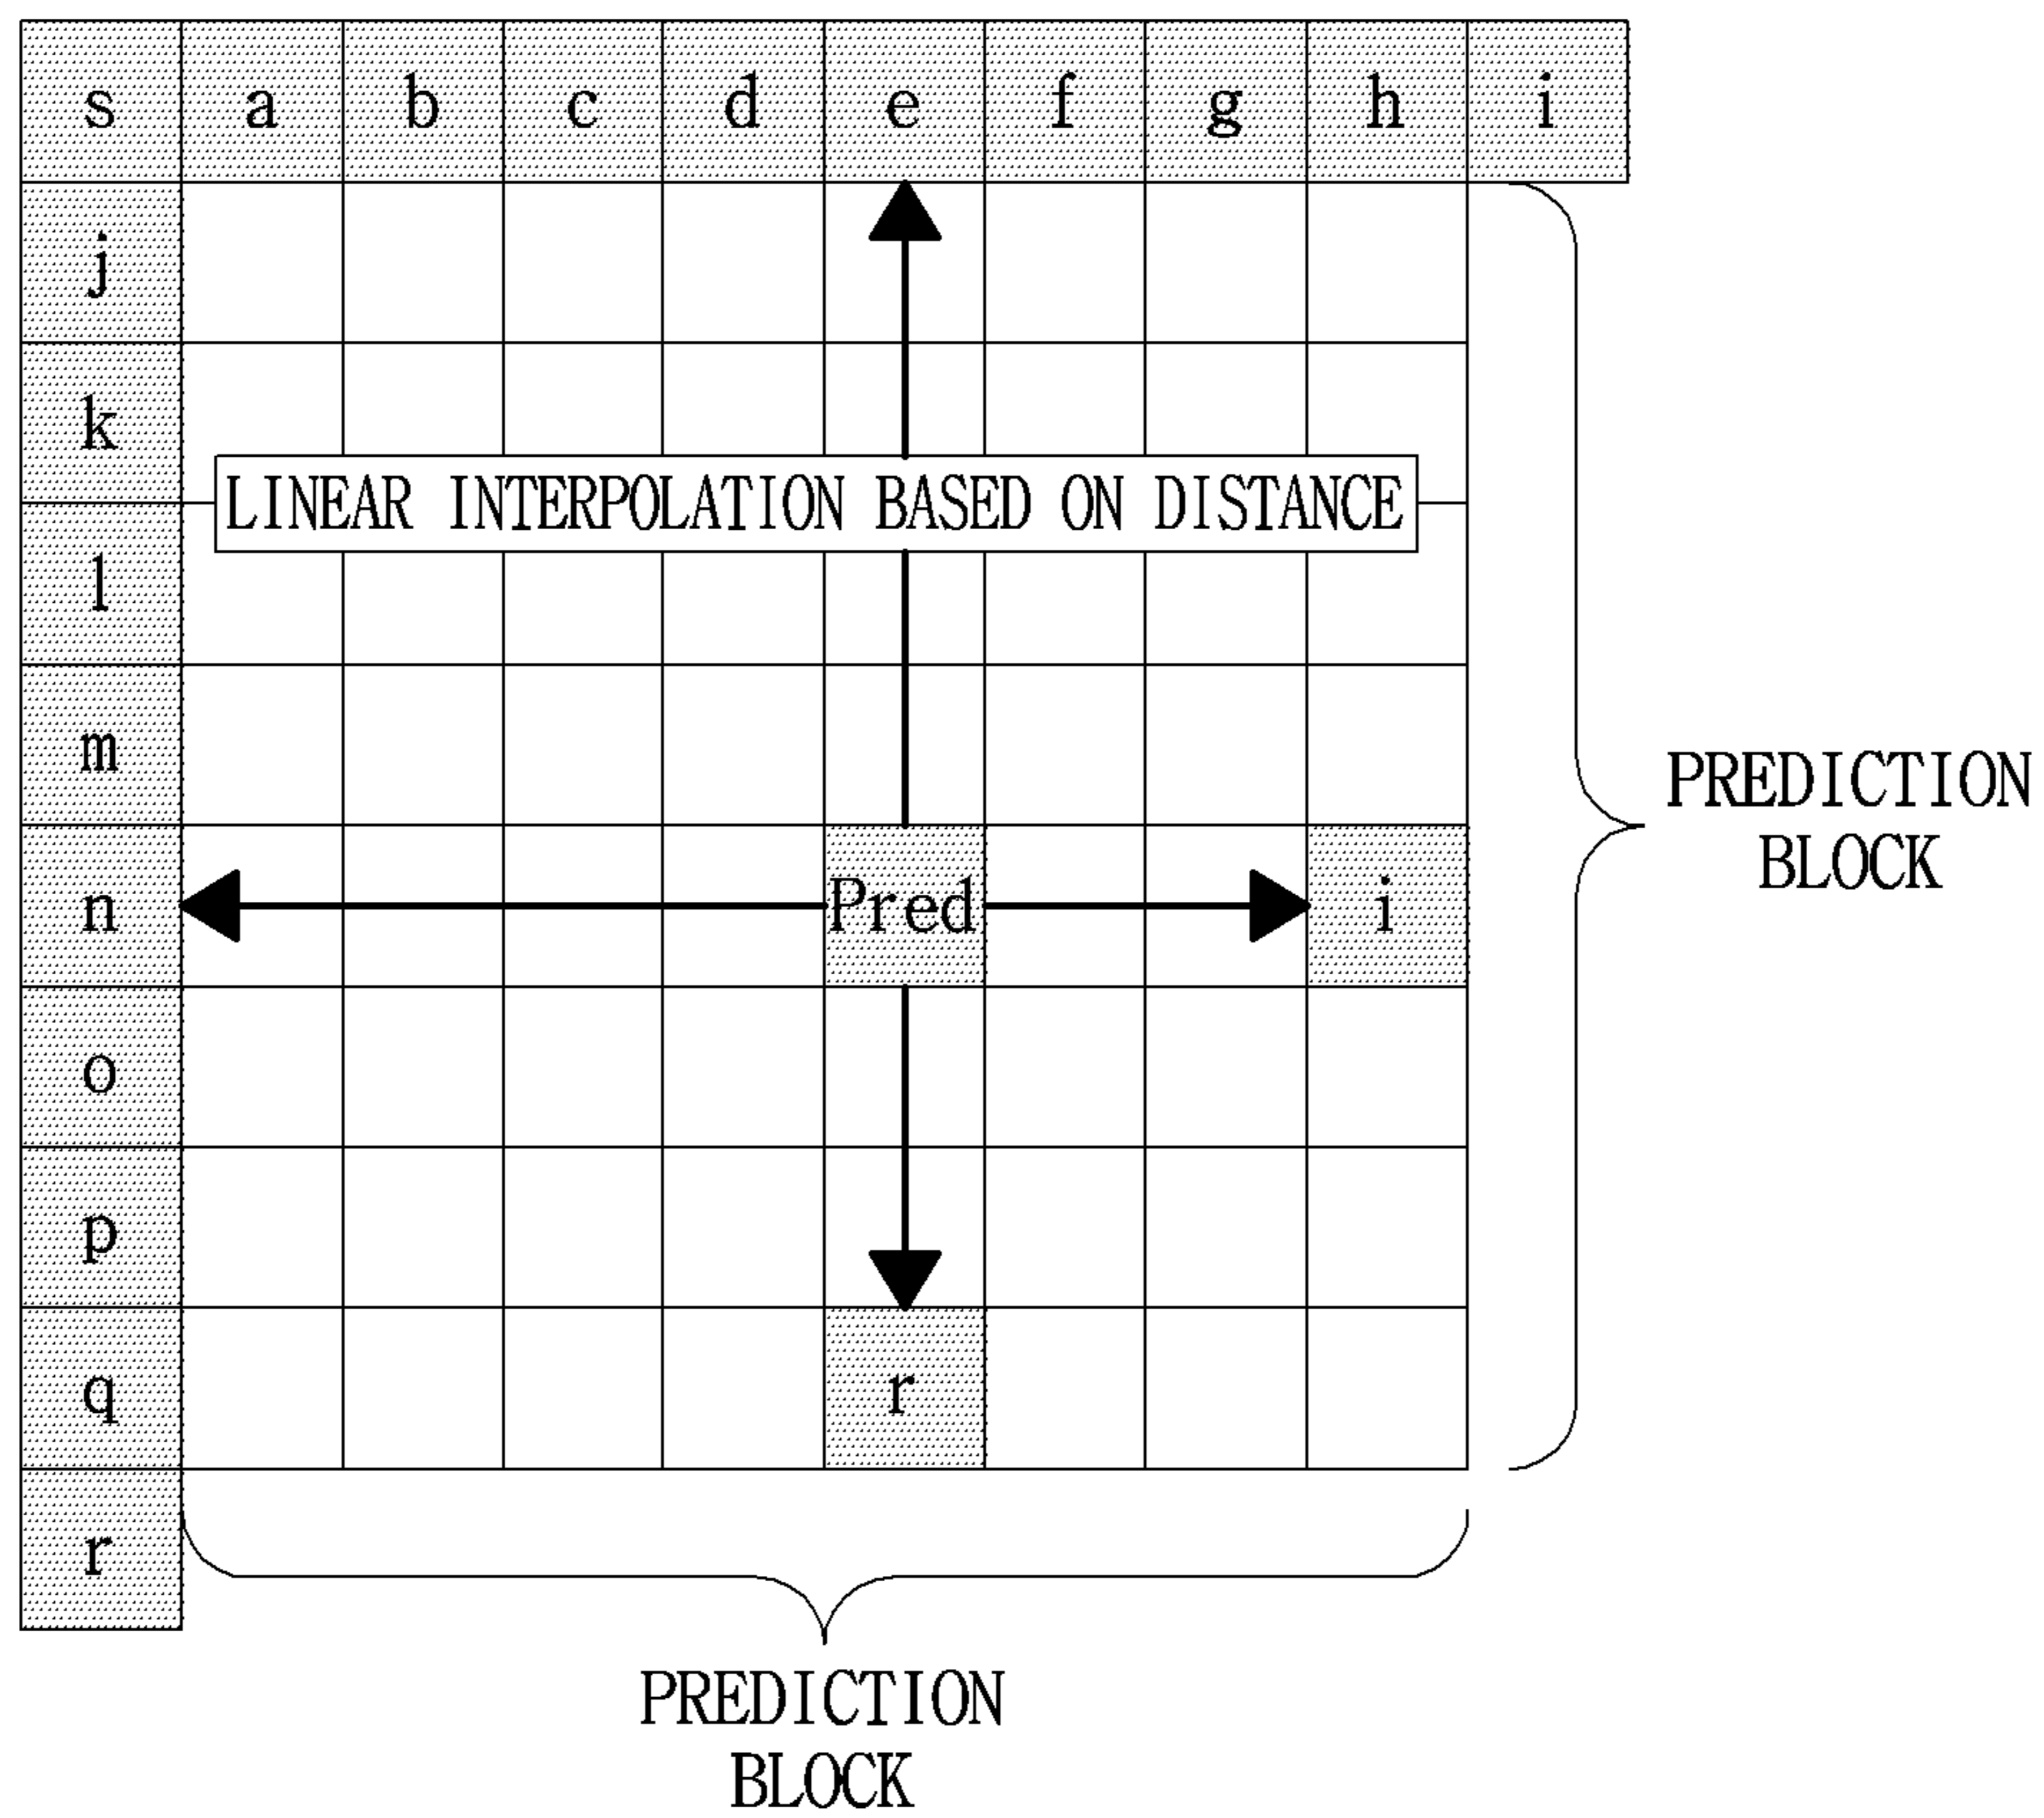 s a b c d e f g h i
j
k
LINEAR INTERPOLATION BASED ON DISTANCE
l
m
PREDICTION
BLOCK
n Pred i
o
p
q r
r
PREDICTION
BLOCK